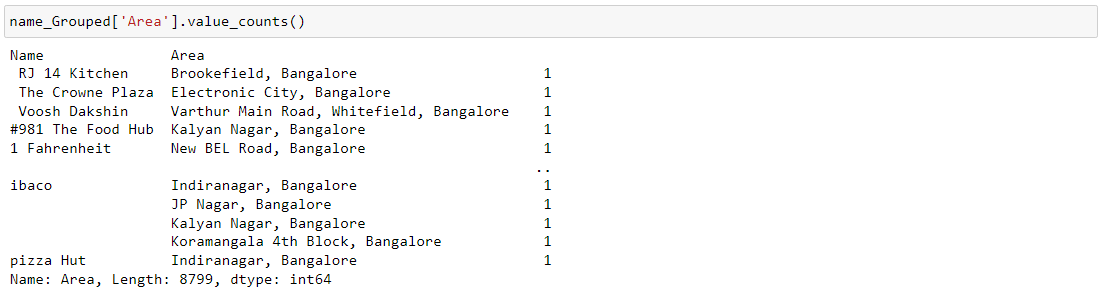 name_Grouped['Area'].value_counts()
Name Area
RJ 14 Kitchen Brookefield, Bangalore 1
The Crowne Plaza Electronic City, Bangalore 1
Voosh Dakshin Varthur Main Road, Whitefield, Bangalore 1
#981 The Food Hub Kalyan Nagar, Bangalore 1
1 Fahrenheit New BEL Road, Bangalore 1
..
ibaco Indiranagar, Bangalore 1
JP Nagar, Bangalore 1
Kalyan Nagar, Bangalore 1
Koramangala 4th Block, Bangalore 1
pizza Hut Indiranagar, Bangalore 1
Name: Area, Length: 8799, dtype: int64